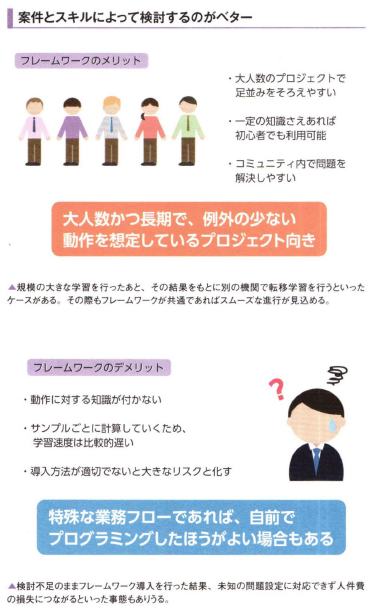 案件とスキルによって検討するのがベター
フレームワークのメリット
・大人数のプロジェクトで
足並みをそろえやすい
・一定の知識さえあれば
初心者でも利用可能
・コミュニティ内で問題を
解決しやすい
大人数かつ長期で、例外の少ない
動作を想定しているプロジェクト向き
▲規模の大きな学習を行ったあと、その結果をもとに別の機関で転移学習を行うといった
ケースがある。その際もフレームワークが共通であればスムーズな進行が見込める。
フレームワークのデメリット
・動作に対する知識が付かない
・サンプルごとに計算していくため、
学習速度は比較的遅い
・導入方法が適切でないと大きなリスクと化す
?
特殊な業務フローであれば、自前で
プログラミングしたほうがよい場合もある
▲検討不足のままフレームワーク導入を行った結果、未知の問題設定に対応できず人件費
の損失につながるといった事態もありうる。